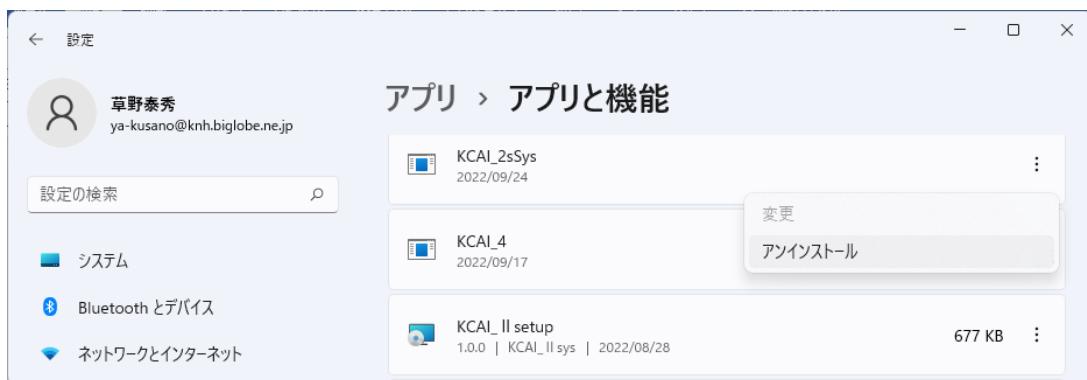 設定
草野泰秀
ya-kusano@knh.biglobe.ne.jp
設定の検索
システム
Bluetooth とデバイス
ネットワークとインターネット
アプリ › アプリと機能
KCAI_2sSys
2022/09/24
変更
アンインストール
KCAI_4
2022/09/17
KCAI_Ⅱ setup
1.0.0 | KCAI_Ⅱ sys | 2022/08/28
677 KB